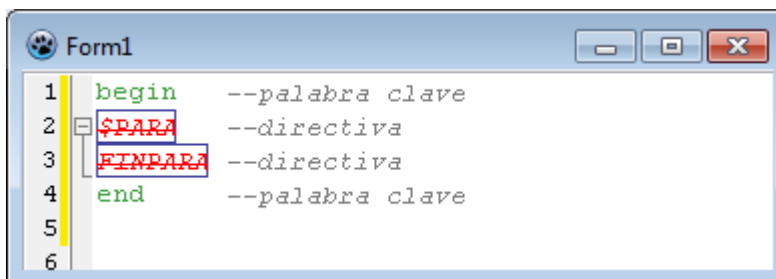 Form1
1 begin --palabra clave
2 $PARA --directiva
3 FINPARA --directiva
4 end --palabra clave
5
6